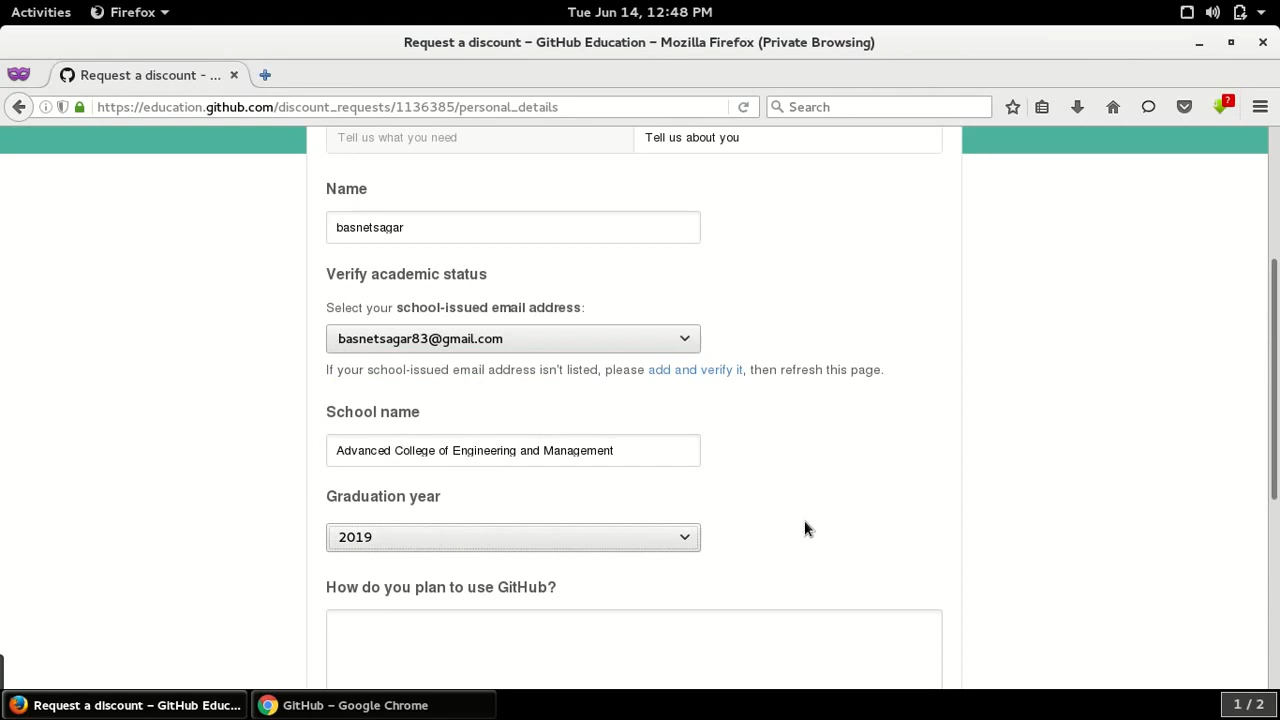 Activities Firefox Tue Jun 14, 12:48 PM
Request a discount – GitHub Education – Mozilla Firefox (Private Browsing)
Request a discount - ...
https://education.github.com/discount_requests/1136385/personal_details Search ?
Tell us what you need Tell us about you
Name
basnetsagar
Verify academic status
Select your school-issued email address:
basnetsagar83@gmail.com
If your school-issued email address isn't listed, please add and verify it, then refresh this page.
School name
Advanced College of Engineering and Management
Graduation year
2019
How do you plan to use GitHub?
Request a discount – GitHub Educ... GitHub – Google Chrome 1 / 2